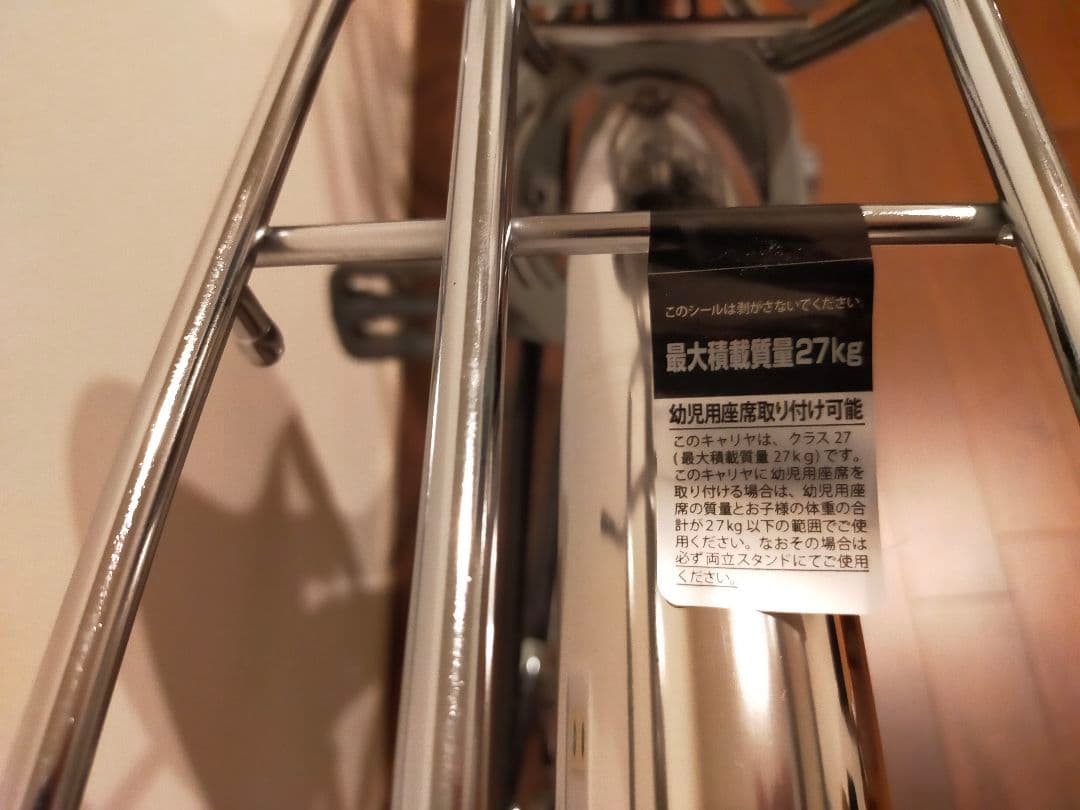 このシールは剥がさないでください
最大積載質量27kg
幼児用座席取り付け可能
このキャリヤは、クラス27
(最大積載質量27kg)です。
このキャリヤに幼児用座席を
取り付ける場合は、幼児用座
席の質量とお子様の体重の合
計が27kg以下の範囲でご使
用ください。なおその場合は
必ず両立スタンドにてご使用
ください。